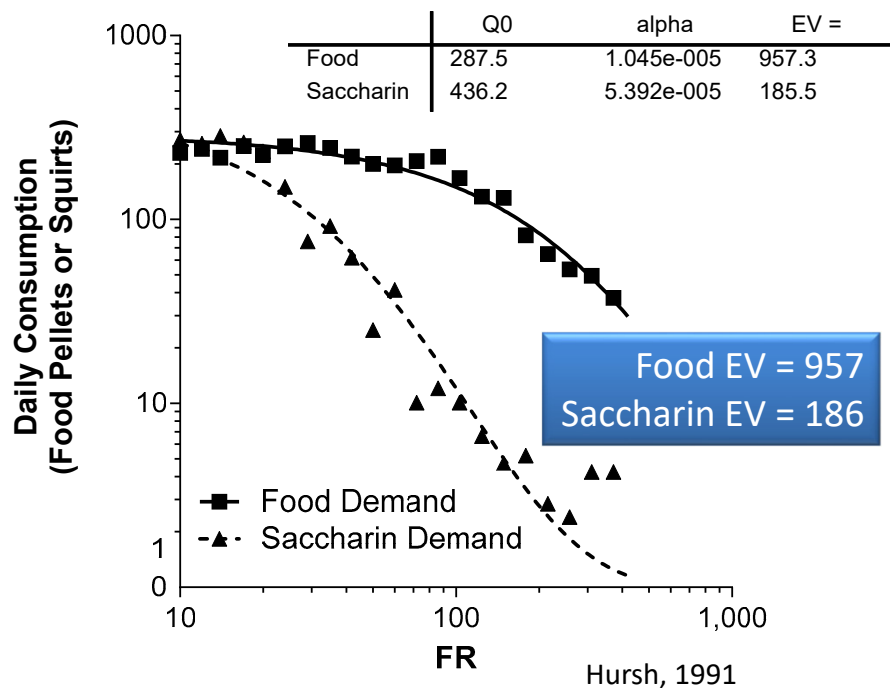 Q0 alpha EV =
Food 287.5 1.045e-005 957.3
Saccharin 436.2 5.392e-005 185.5
1000
100
10
1
0
Daily Consumption
(Food Pellets or Squirts)
Food EV = 957
Saccharin EV = 186
Food Demand
Saccharin Demand
10 100 1,000
FR
Hursh, 1991